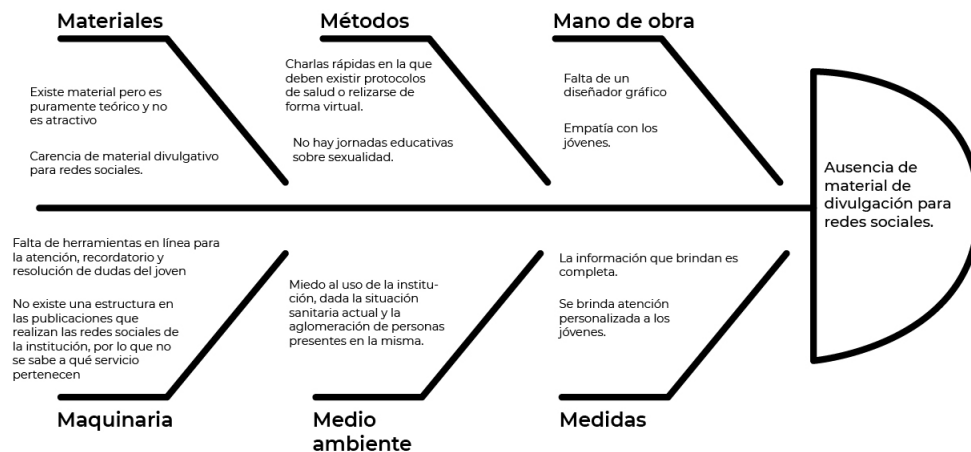 Materiales
Existe material pero es
puramente teórico y no
es atractivo
Carencia de material divulgativo
para redes sociales.
Métodos
Charlas rápidas en la que
deben existir protocolos
de salud o relizarse de
forma virtual.
No hay jornadas educativas
sobre sexualidad.
Mano de obra
Falta de un
diseñador gráfico
Empatía con los
jóvenes.
Ausencia de
material de
divulgación para
redes sociales.
Falta de herramientas en línea para
la atención, recordatorio y
resolución de dudas del joven
No existe una estructura en
las publicaciones que
realizan las redes sociales de
la institución, por lo que no
se sabe a qué servicio
pertenecen
Maquinaria
Miedo al uso de la institu-
ción, dada la situación
sanitaria actual y la
aglomeración de personas
presentes en la misma.
Medio
ambiente
La información que brindan es
completa.
Se brinda atención
personalizada a los
jóvenes.
Medidas